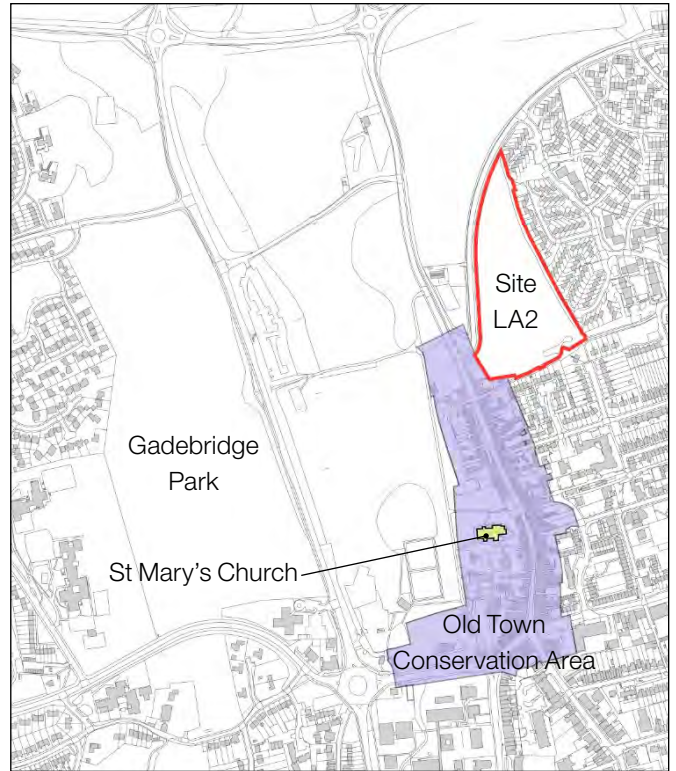 Site
LA2
Gadebridge
Park
St Mary's Church
Old Town
Conservation Area